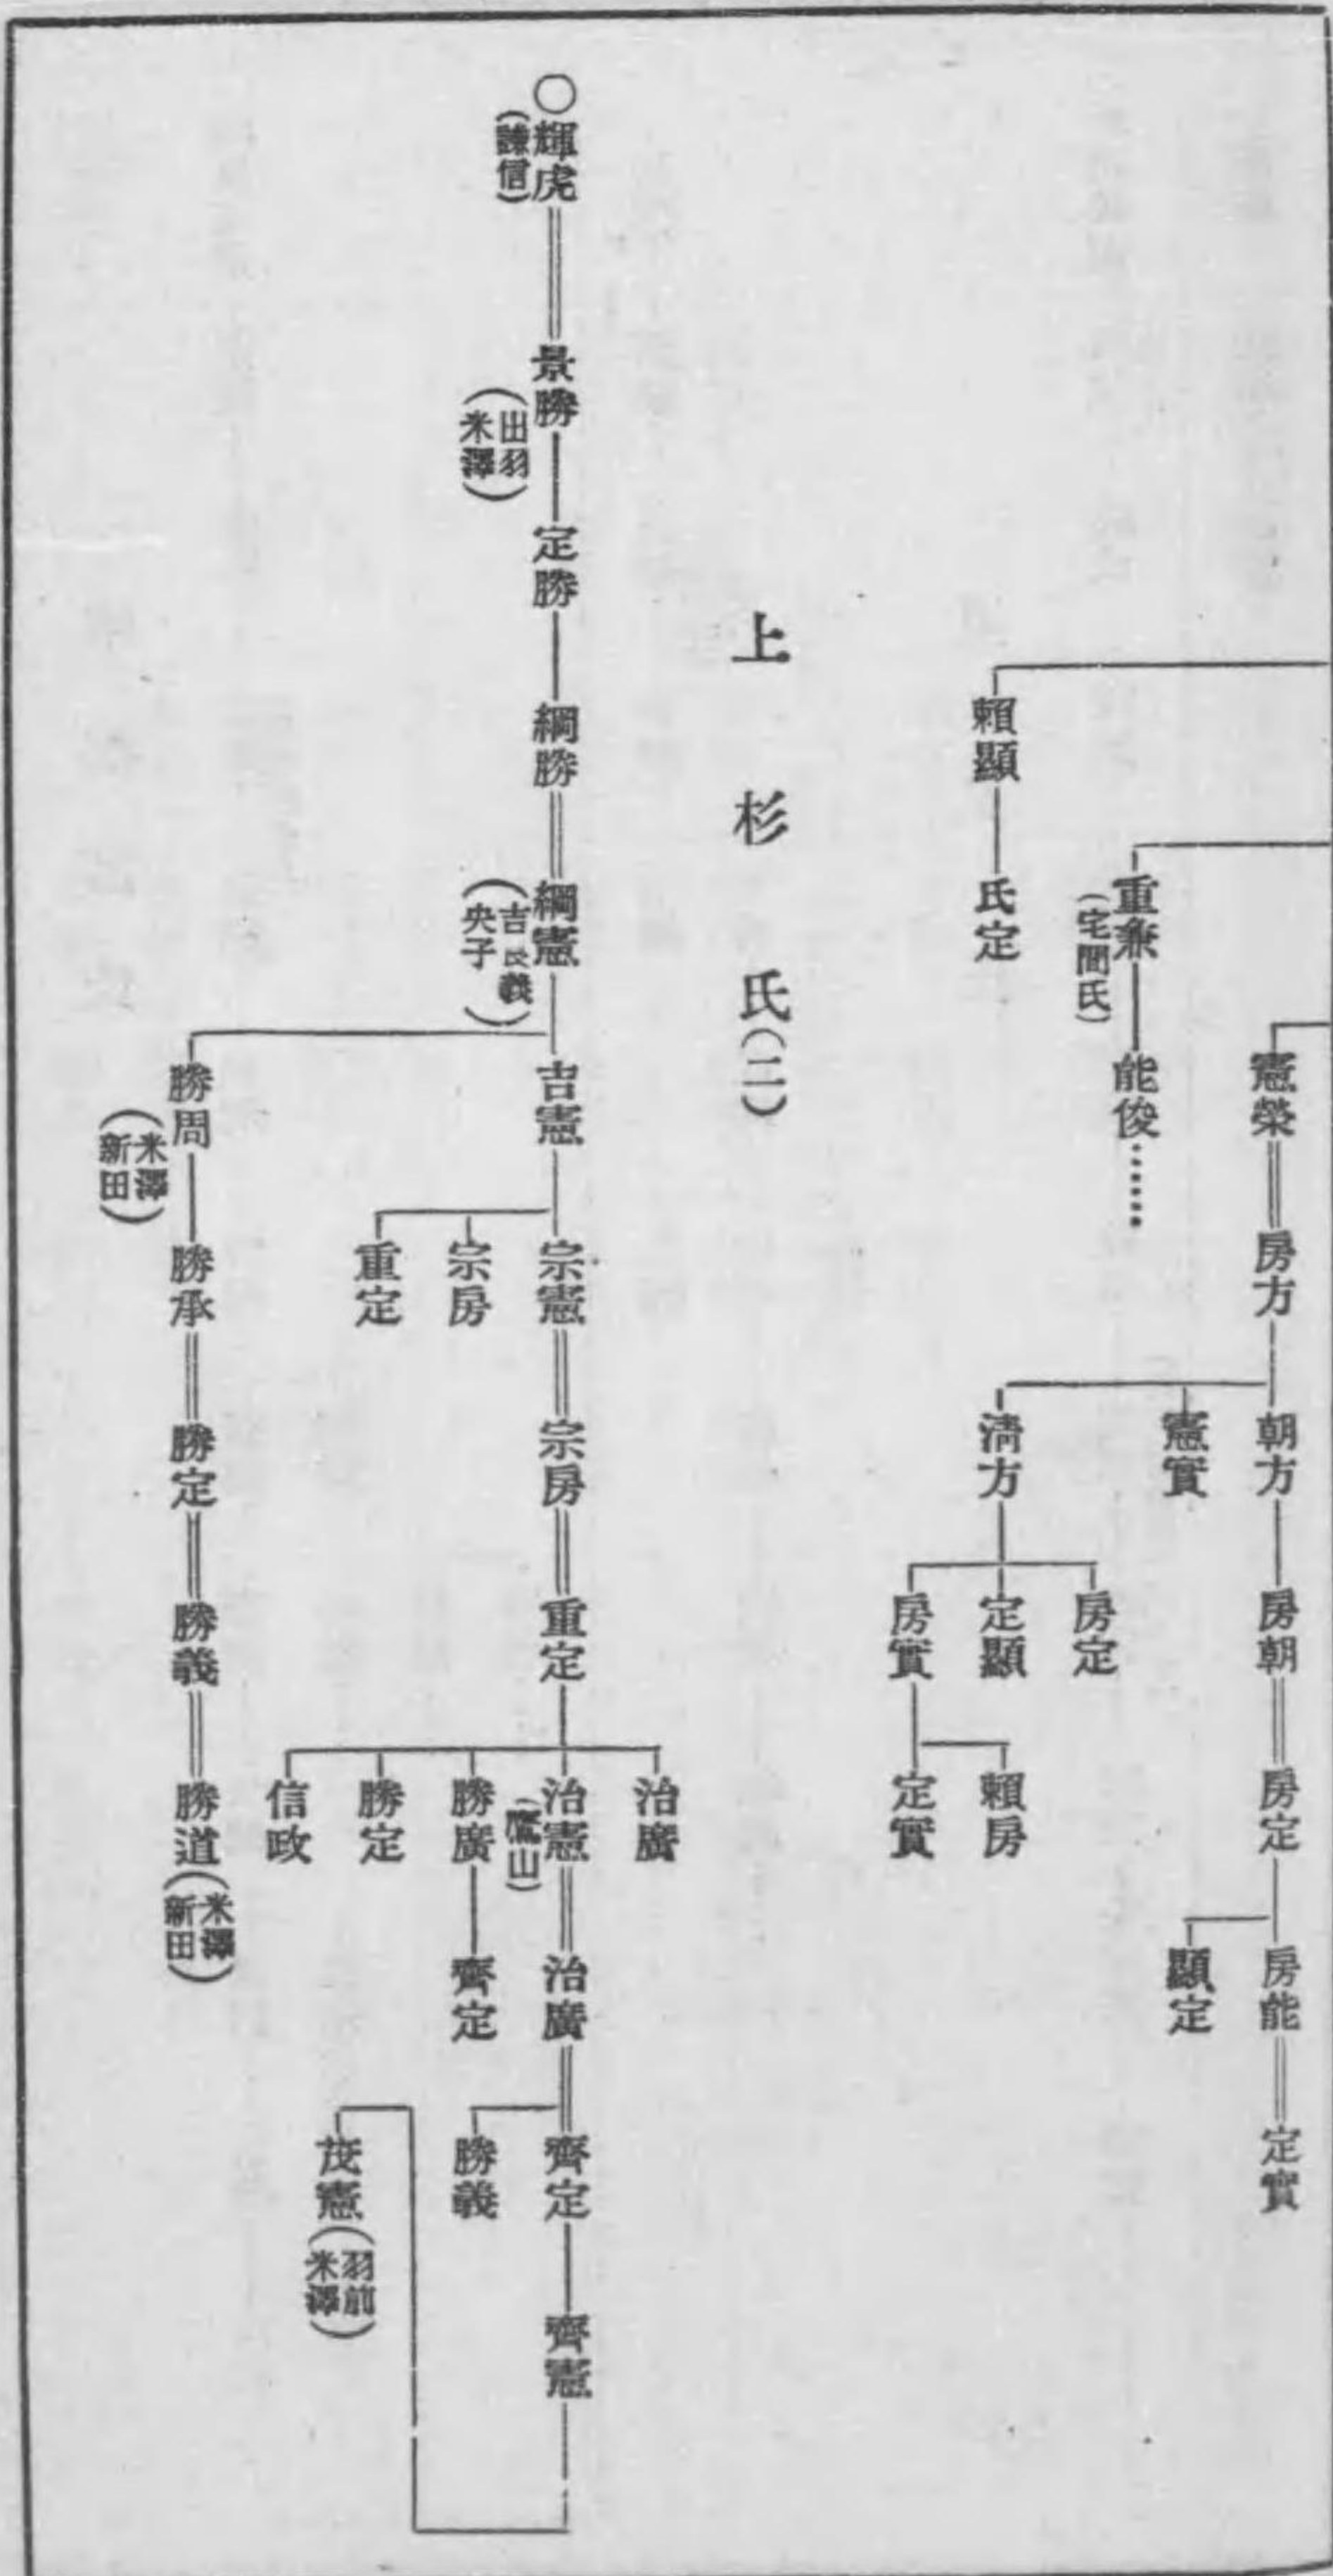 憲榮 房方 朝方 房朝 房定 房能 定實
顯定
憲實
重兼 能俊……
(宅間氏)
房定
淸方 定顯 賴房
賴顯 氏定
房實 定實
上杉氏(二)
治廣
○輝虎 景勝 定勝 綱勝 綱憲 吉憲 宗憲 宗房 重定 治憲 治廣 齊定 齊憲
(謙信)
(出羽
米澤)
(吉良義
央子)
(鷹山)
宗房 勝廣 齊定 勝義
重定 勝定
茂憲(羽前
米澤)
信政
勝周 勝承 勝定 勝義 勝道(米澤
新田)
(米澤
新田)